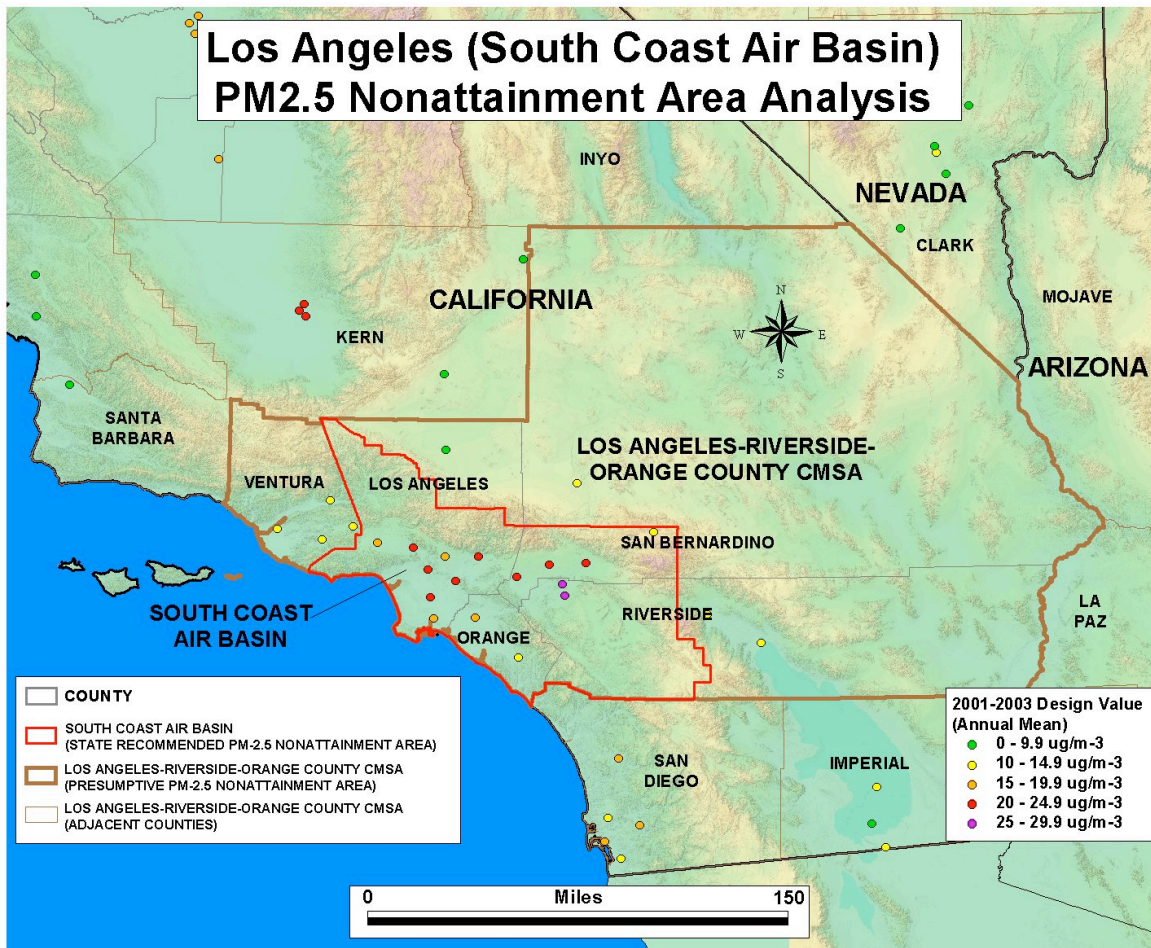 Los Angeles (South Coast Air Basin)
PM2.5 Nonattainment Area Analysis
INYO
NEVADA
CLARK
CALIFORNIA
MOJAVE
KERN
N
W
E
S
ARIZONA
SANTA
BARBARA
LOS ANGELES-RIVERSIDE-
ORANGE COUNTY CMSA
VENTURA
LOS ANGELES
SAN BERNARDINO
SOUTH COAST
AIR BASIN
RIVERSIDE
LA
PAZ
ORANGE
COUNTY
SOUTH COAST AIR BASIN
(STATE RECOMMENDED PM-2.5 NONATTAINMENT AREA)
LOS ANGELES-RIVERSIDE-ORANGE COUNTY CMSA
(PRESUMPTIVE PM-2.5 NONATTAINMENT AREA)
LOS ANGELES-RIVERSIDE-ORANGE COUNTY CMSA
(ADJACENT COUNTIES)
SAN
DIEGO
IMPERIAL
2001-2003 Design Value
(Annual Mean)
0 - 9.9 ug/m-3
10 - 14.9 ug/m-3
15 - 19.9 ug/m-3
20 - 24.9 ug/m-3
25 - 29.9 ug/m-3
0
Miles
150